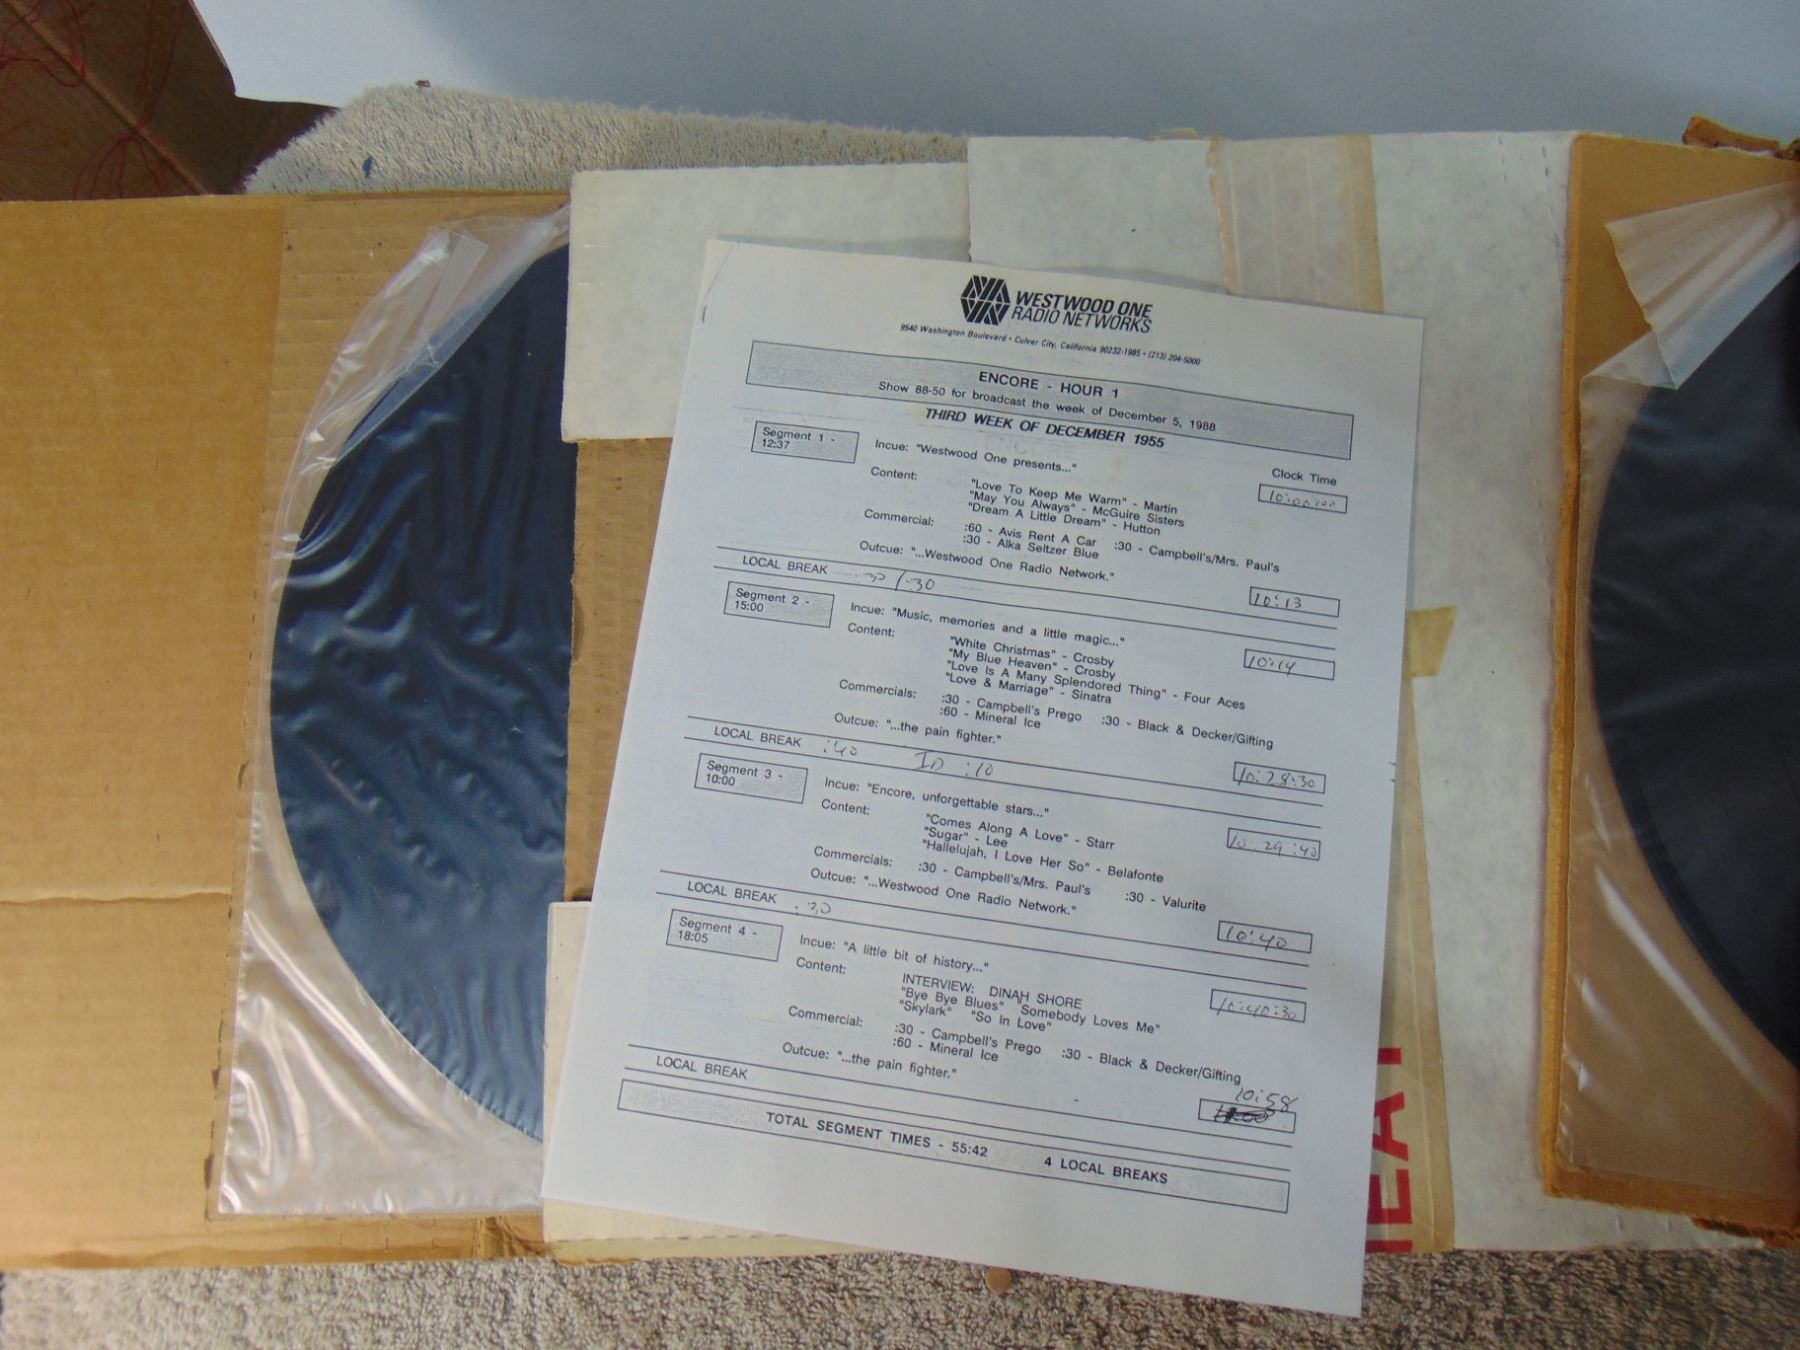 WESTWOOD ONE
RADIO NETWORKS
9540 Washington Boulevard • Culver City, California 90232-1985 • (213) 204-5000
ENCORE - HOUR 1
Show 88-50 for broadcast the week of December 5, 1988
THIRD WEEK OF DECEMBER 1955
Segment 1 -
12:37
Incue: "Westwood One presents..."
Clock Time
10:00:00
Content:
"Love To Keep Me Warm" - Martin
"May You Always" - McGuire Sisters
"Dream A Little Dream" - Hutton
Commercial:
:60 - Avis Rent A Car :30 - Campbell's/Mrs. Paul's
:30 - Alka Seltzer Blue
Outcue: "...Westwood One Radio Network."
LOCAL BREAK :30 /:30
10:13
Segment 2 -
15:00
Incue: "Music, memories and a little magic..."
10:14
Content:
"White Christmas" - Crosby
"My Blue Heaven" - Crosby
"Love Is A Many Splendored Thing" - Four Aces
"Love & Marriage" - Sinatra
Commercials:
:30 - Campbell's Prego :30 - Black & Decker/Gifting
:60 - Mineral Ice
Outcue: "...the pain fighter."
LOCAL BREAK :40 ID :10
10:28:30
Segment 3 -
10:00
Incue: "Encore, unforgettable stars..."
10:29:40
Content:
"Comes Along A Love" - Starr
"Sugar" - Lee
"Hallelujah, I Love Her So" - Belafonte
Commercials: :30 - Campbell's/Mrs. Paul's :30 - Valurite
Outcue: "...Westwood One Radio Network."
LOCAL BREAK :30
10:40
Segment 4 -
18:05
Incue: "A little bit of history..."
10:40:30
Content:
INTERVIEW: DINAH SHORE
"Bye Bye Blues" "Somebody Loves Me"
"Skylark" "So In Love"
Commercial:
:30 - Campbell's Prego :30 - Black & Decker/Gifting
:60 - Mineral Ice
Outcue: "...the pain fighter."
LOCAL BREAK
10:58
TOTAL SEGMENT TIMES - 55:42 4 LOCAL BREAKS
HEAT